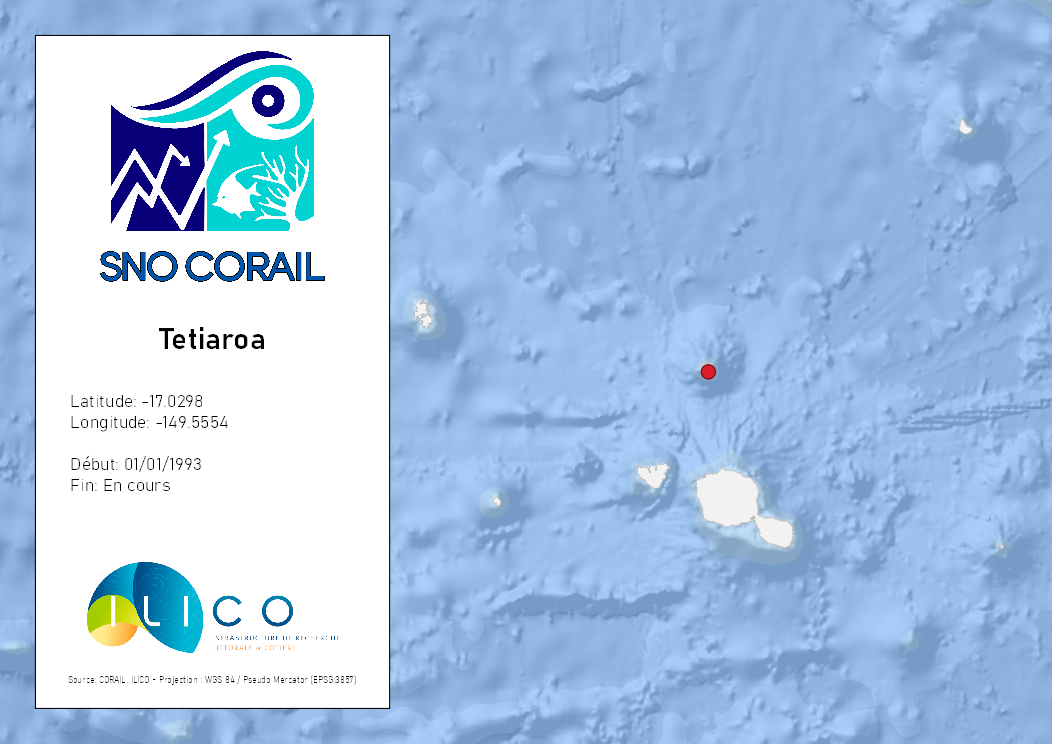 SNO CORAIL
Tetiaroa
Latitude: -17.0298
Longitude: -149.5554
Début: 01/01/1993
Fin: En cours
ILICO
INFRASTRUCTURE DE RECHERCHE
LITTORALE & CÔTIÈRE
Source: CORAIL, ILICO - Projection : WGS 84 / Pseudo Mercator (EPSG:3857)